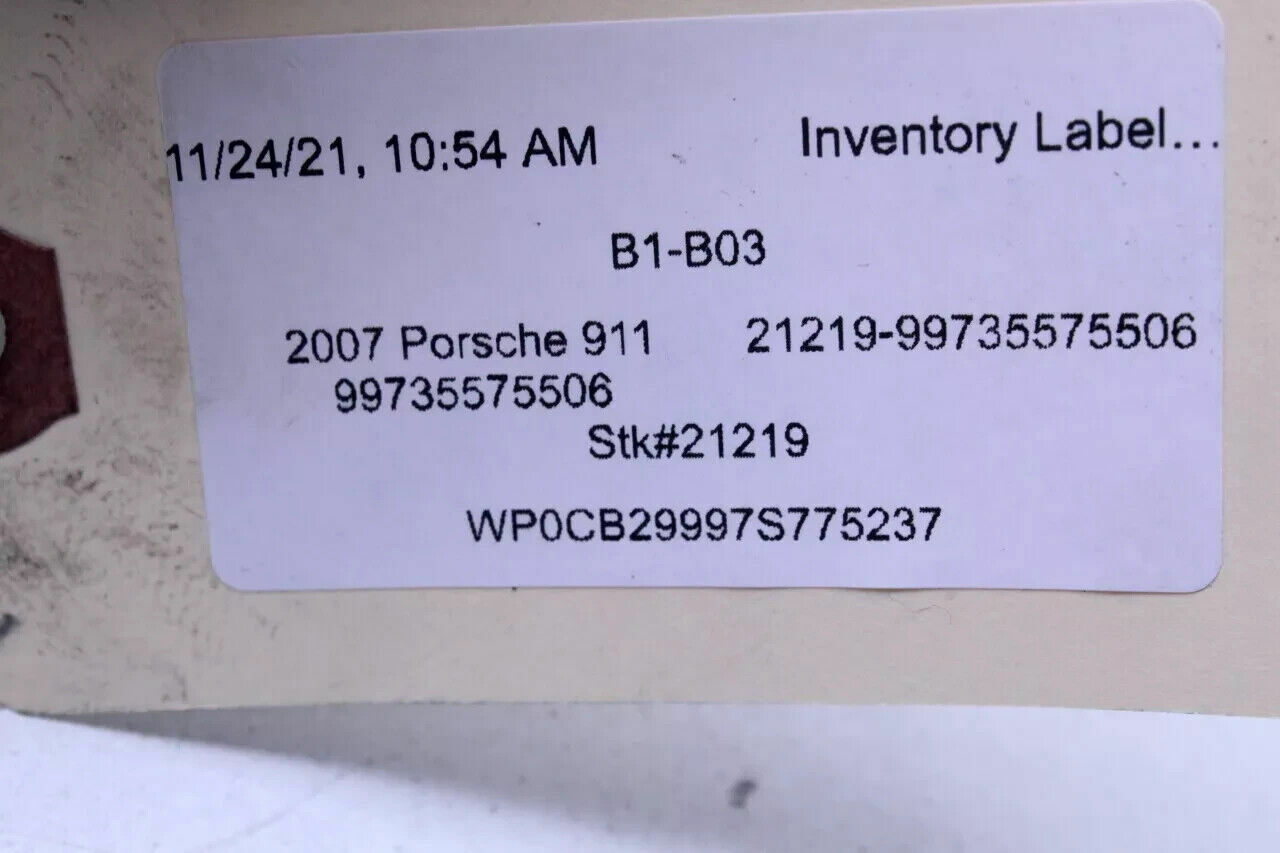 11/24/21, 10:54 AM Inventory Label...
B1-B03
2007 Porsche 911 21219-99735575506
99735575506
Stk#21219
WP0CB29997S775237